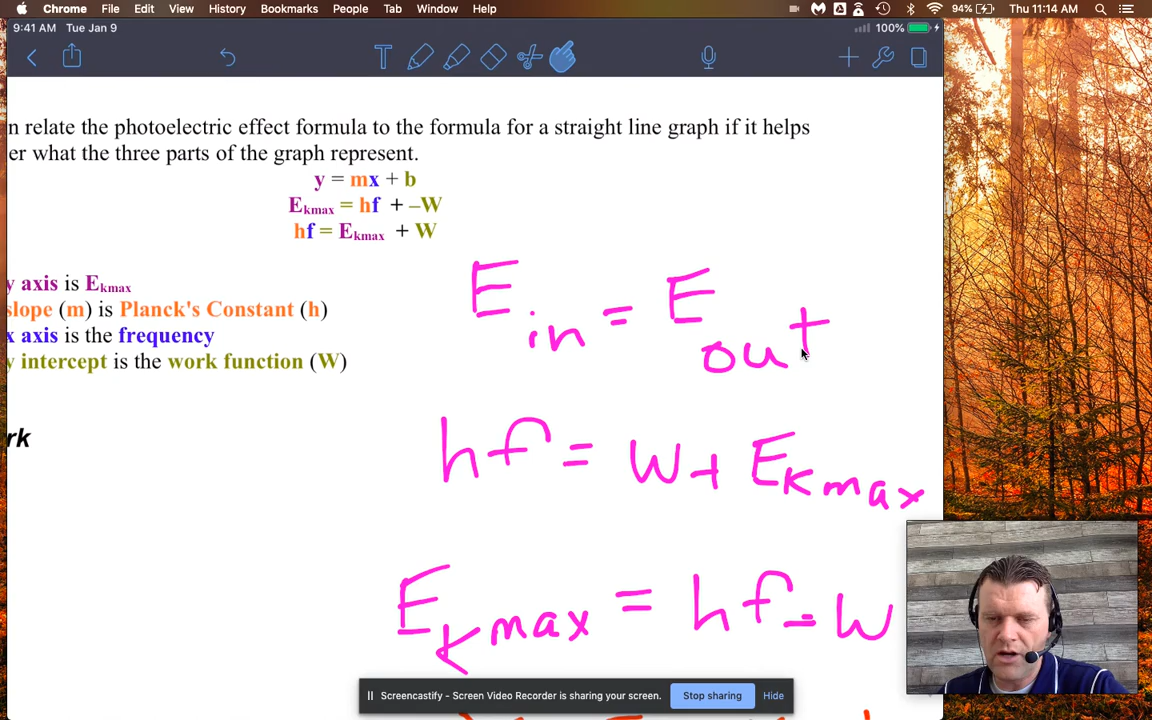 Chrome File Edit View History Bookmarks People Tab Window Help 94% Thu 11:14 AM
9:41 AM Tue Jan 9 100%
T
n relate the photoelectric effect formula to the formula for a straight line graph if it helps
er what the three parts of the graph represent.
y = mx + b
Ekmax = hf + –W
hf = Ekmax + W
y axis is Ekmax
slope (m) is Planck's Constant (h)
x axis is the frequency
y intercept is the work function (W)
rk
E in = E out
hf = W + Ekmax
Ekmax = hf - W
Screencastify - Screen Video Recorder is sharing your screen. Stop sharing Hide